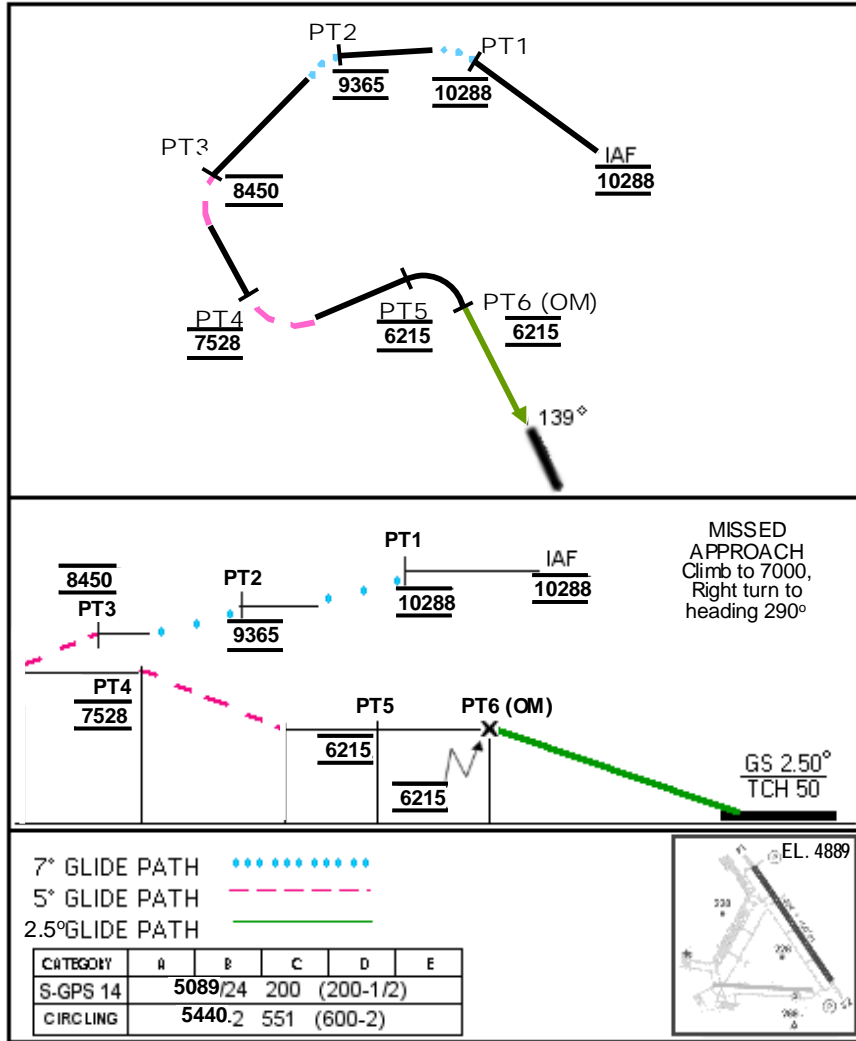 PT2
PT1
9365
10288
PT3
IAF
10288
8450
PT4
7528
PT5
6215
PT6 (OM)
6215
139°
8450
PT3
PT2
9365
PT1
10288
IAF
10288
MISSED
APPROACH
Climb to 7000,
Right turn to
heading 290º
PT4
7528
PT5
6215
PT6 (OM)
6215
GS 2.50°
TCH 50
7° GLIDE PATH
5° GLIDE PATH
2.5ºGLIDE PATH
CATEGORY A B C D E
S-GPS 14 5089/24 200 (200-1/2)
CIRCLING 5440-2 551 (600-2)
EL. 4889